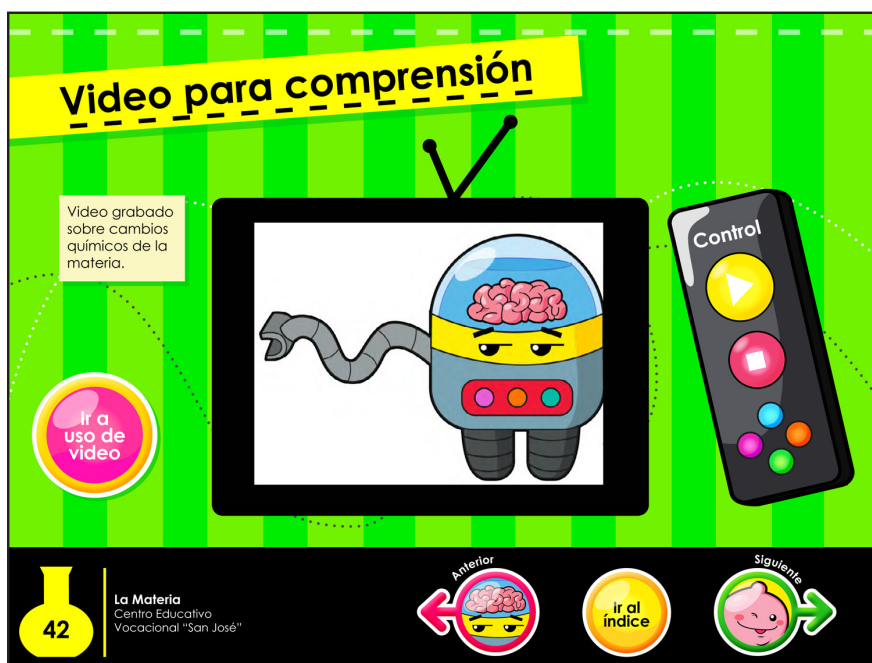 Video para comprensión
Video grabado
sobre cambios
químicos de la
materia.
Control
Ir a
uso de
video
42
La Materia
Centro Educativo
Vocacional “San José”
Anterior
Ir al
índice
Siguiente